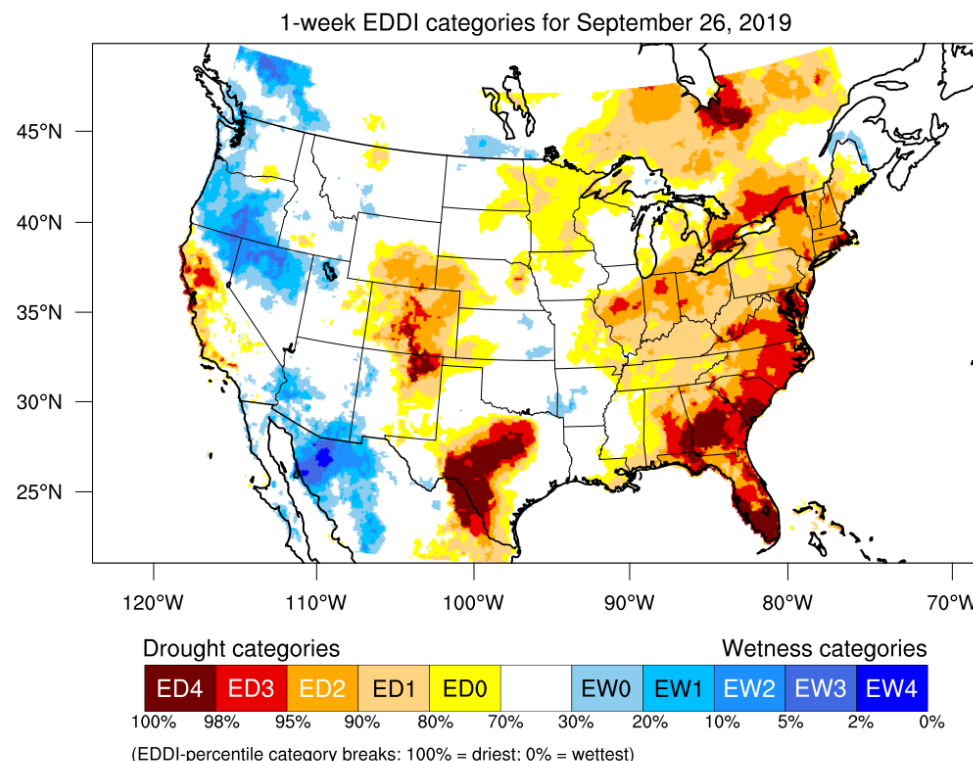 1-week EDDI categories for September 26, 2019
45°N
40°N
35°N
30°N
25°N
120°W 110°W 100°W 90°W 80°W 70°W
Drought categories Wetness categories
ED4 ED3 ED2 ED1 ED0 EW0 EW1 EW2 EW3 EW4
100% 98% 95% 90% 80% 70% 30% 20% 10% 5% 2% 0%
(EDDI-percentile category breaks: 100% = driest; 0% = wettest)